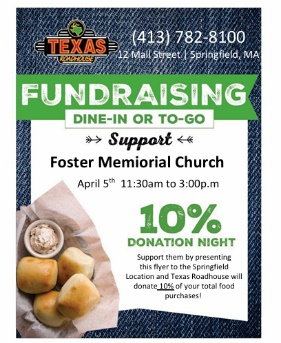 TEXAS
ROADHOUSE
(413) 782-8100
12 Mall Street | Springfield, MA
FUNDRAISING
DINE-IN OR TO-GO
Support
Foster Memiorial Church
April 5th 11:30am to 3:00p.m
10%
DONATION NIGHT
Support them by presenting
this flyer to the Springfield
Location and Texas Roadhouse will
donate 10% of your total food
purchases!